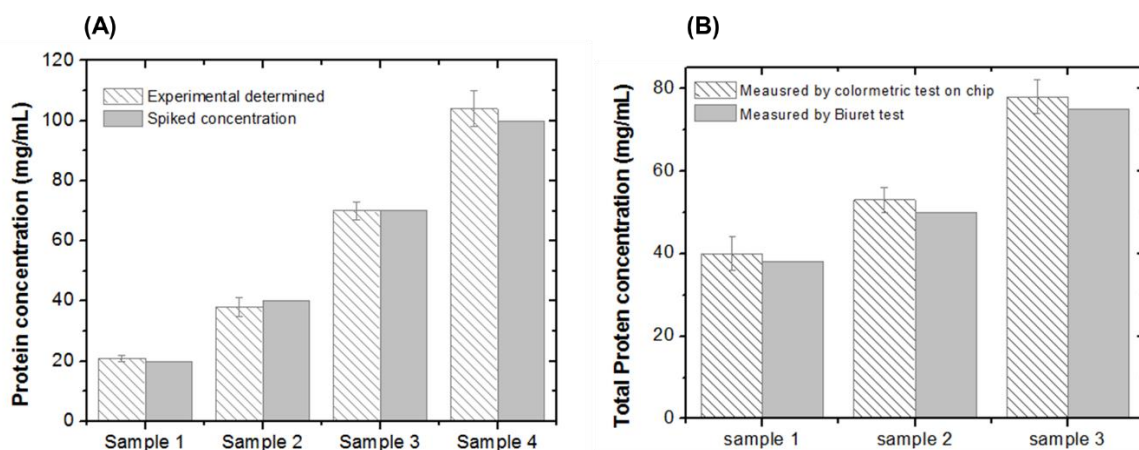 (A)
Protein concentration (mg/mL)
120
100
80
60
40
20
0
Experimental determined
Spiked concentration
Sample 1 Sample 2 Sample 3 Sample 4
(B)
Total Proten concentration (mg/mL)
80
60
40
20
0
Meausred by colormetric test on chip
Measured by Biuret test
sample 1 sample 2 sample 3